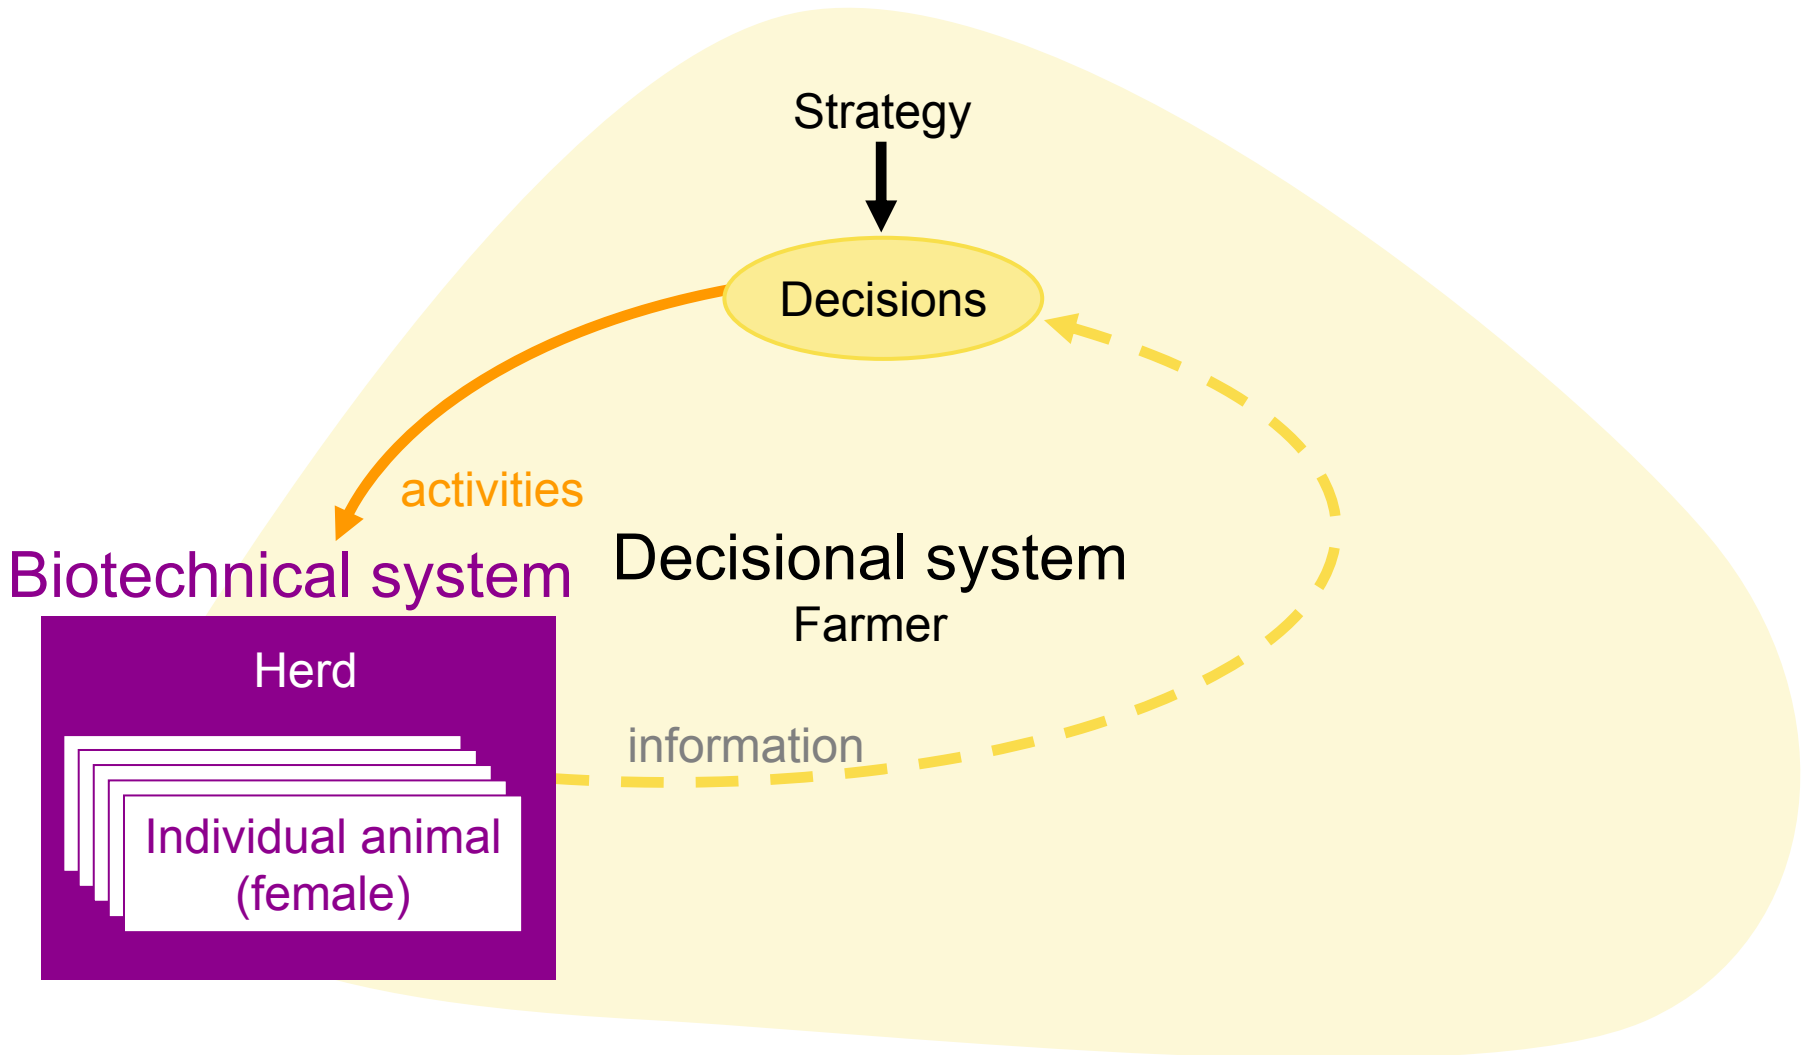 Strategy
Decisions
activities
Biotechnical system
Decisional system
Farmer
Herd
information
Individual animal
(female)